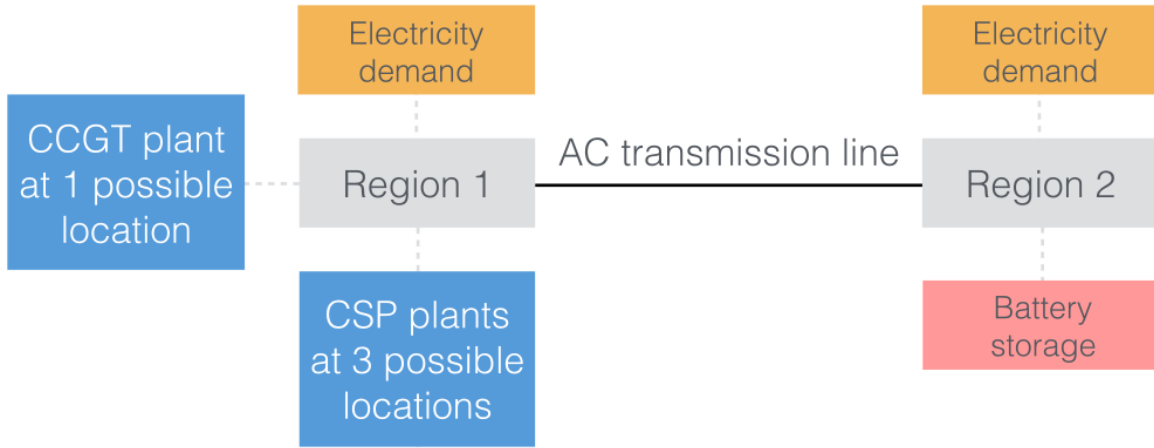 Electricity
demand
Electricity
demand
CCGT plant
at 1 possible
location
Region 1
AC transmission line
Region 2
CSP plants
at 3 possible
locations
Battery
storage